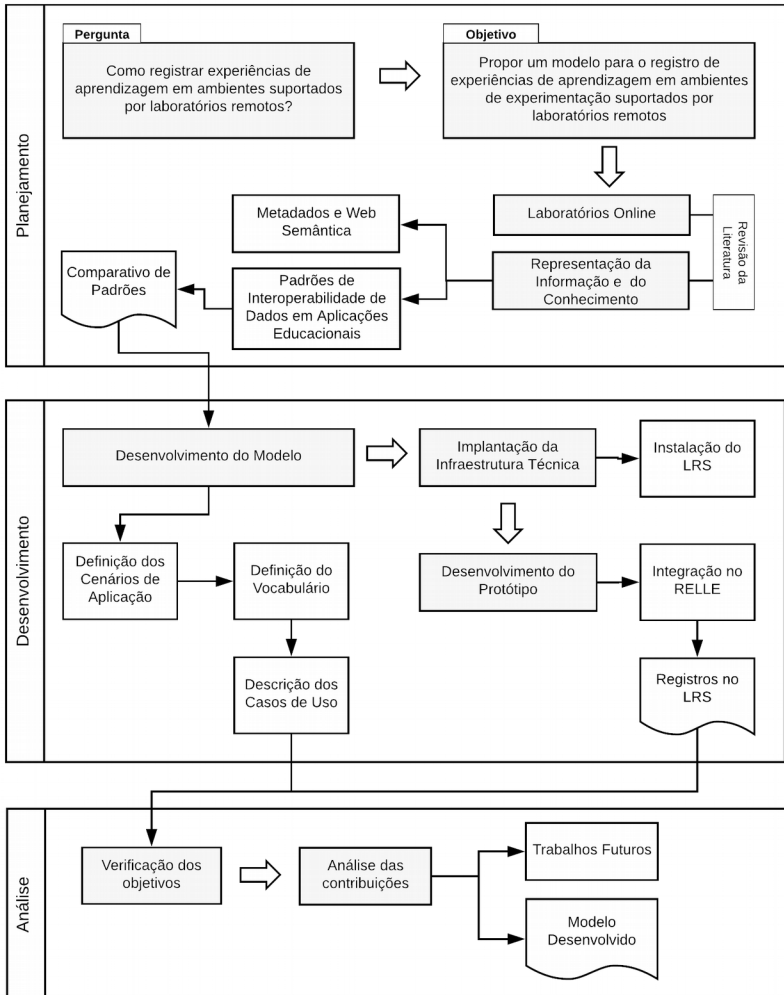 Planejamento
Pergunta
Como registrar experiências de
aprendizagem em ambientes suportados
por laboratórios remotos?
Objetivo
Propor um modelo para o registro de
experiências de aprendizagem em ambientes
de experimentação suportados por
laboratórios remotos
Laboratórios Online
Revisão da
Literatura
Representação da
Informação e do
Conhecimento
Metadados e Web
Semântica
Padrões de
Interoperabilidade de
Dados em Aplicações
Educacionais
Comparativo de
Padrões
Desenvolvimento
Desenvolvimento do Modelo
Implantação da
Infraestrutura Técnica
Instalação do
LRS
Definição dos
Cenários de
Aplicação
Definição do
Vocabulário
Desenvolvimento do
Protótipo
Integração no
RELLE
Descrição dos
Casos de Uso
Registros no
LRS
Análise
Verificação dos
objetivos
Análise das
contribuições
Trabalhos Futuros
Modelo
Desenvolvido